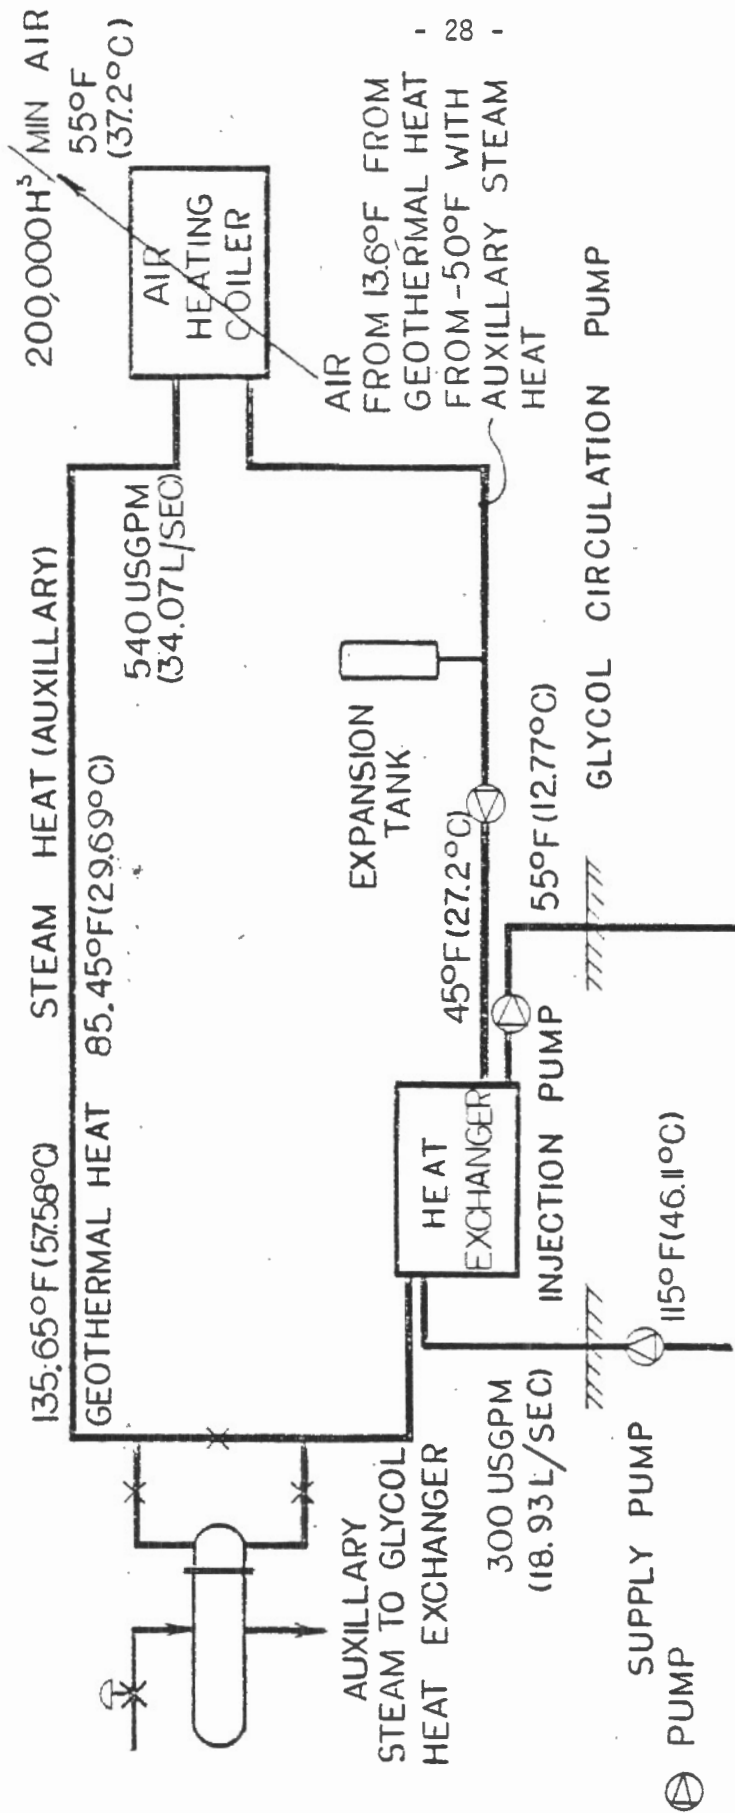 - 28 -
200,000H³ MIN AIR
55°F
(37.2°C)
AIR
HEATING
COILER
STEAM HEAT (AUXILLARY)
135.65°F(57.58°C)
GEOTHERMAL HEAT 85.45°F(29.69°C)
540 USGPM
(34.07 L/SEC)
AIR
FROM 13.6°F FROM
GEOTHERMAL HEAT
FROM -50°F WITH
AUXILLARY STEAM
HEAT
EXPANSION
TANK
45°F(27.2°C)
55°F(12.77°C)
GLYCOL CIRCULATION PUMP
HEAT
EXCHANGER
INJECTION PUMP
115°F(46.11°C)
AUXILLARY
STEAM TO GLYCOL
HEAT EXCHANGER
300 USGPM
(18.93 L/SEC)
SUPPLY PUMP
PUMP